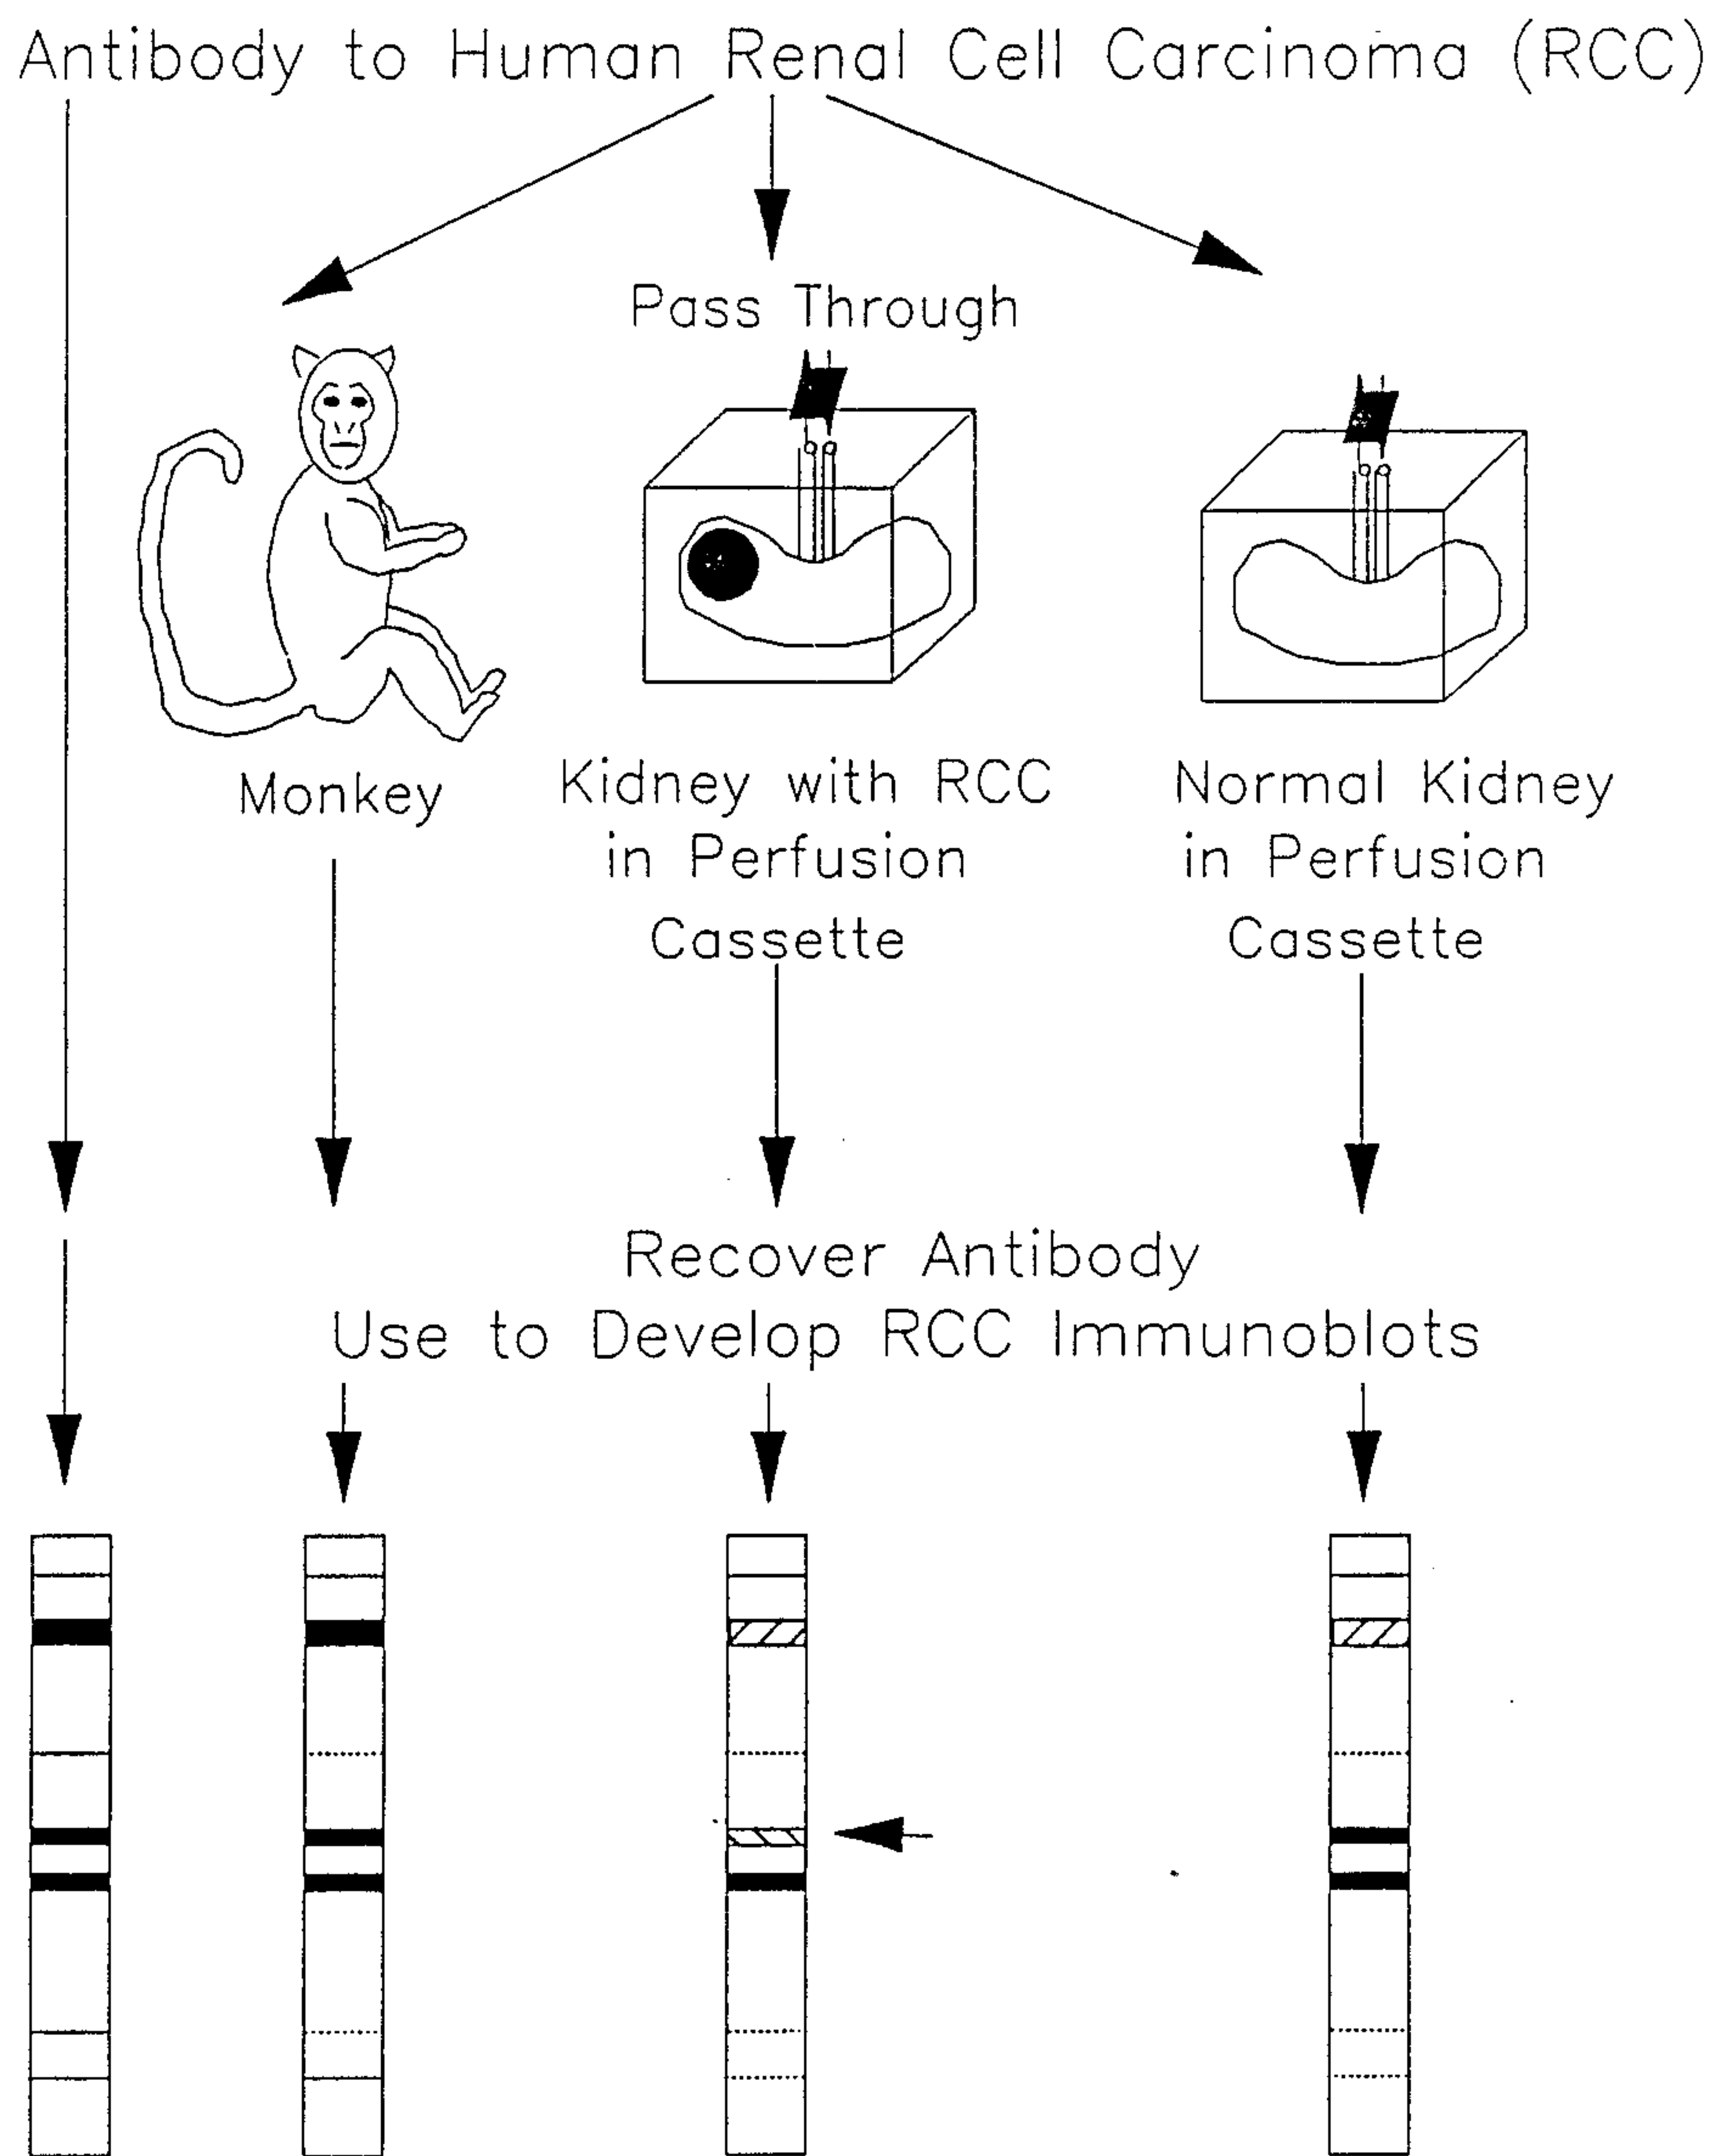 Antibody to Human Renal Cell Carcinoma (RCC)
Pass Through
Monkey
Kidney with RCC
in Perfusion
Cassette
Normal Kidney
in Perfusion
Cassette
Recover Antibody
Use to Develop RCC Immunoblots